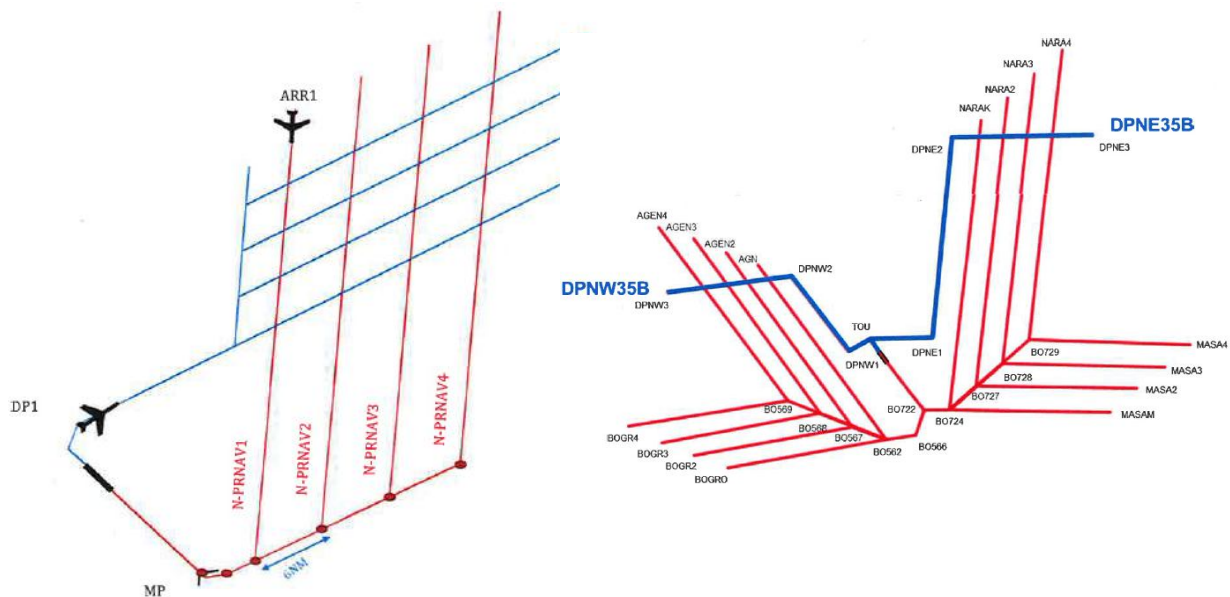 ARR1
DP1
N-PRNAV1
N-PRNAV2
N-PRNAV3
N-PRNAV4
6NM
MP
NARA4
NARA3
NARA2
NARAK
DPNE35B
DPNE2
DPNE3
AGEN4
AGEN3
AGEN2
AGN
DPNW2
DPNW35B
DPNW3
TOU
DPNW1
DPNE1
MASA4
BO729
MASA3
BO728
MASA2
BO727
BO722
BO724
MASAM
BO569
BO568
BO567
BO566
BO562
BOGR4
BOGR3
BOGR2
BOGRO